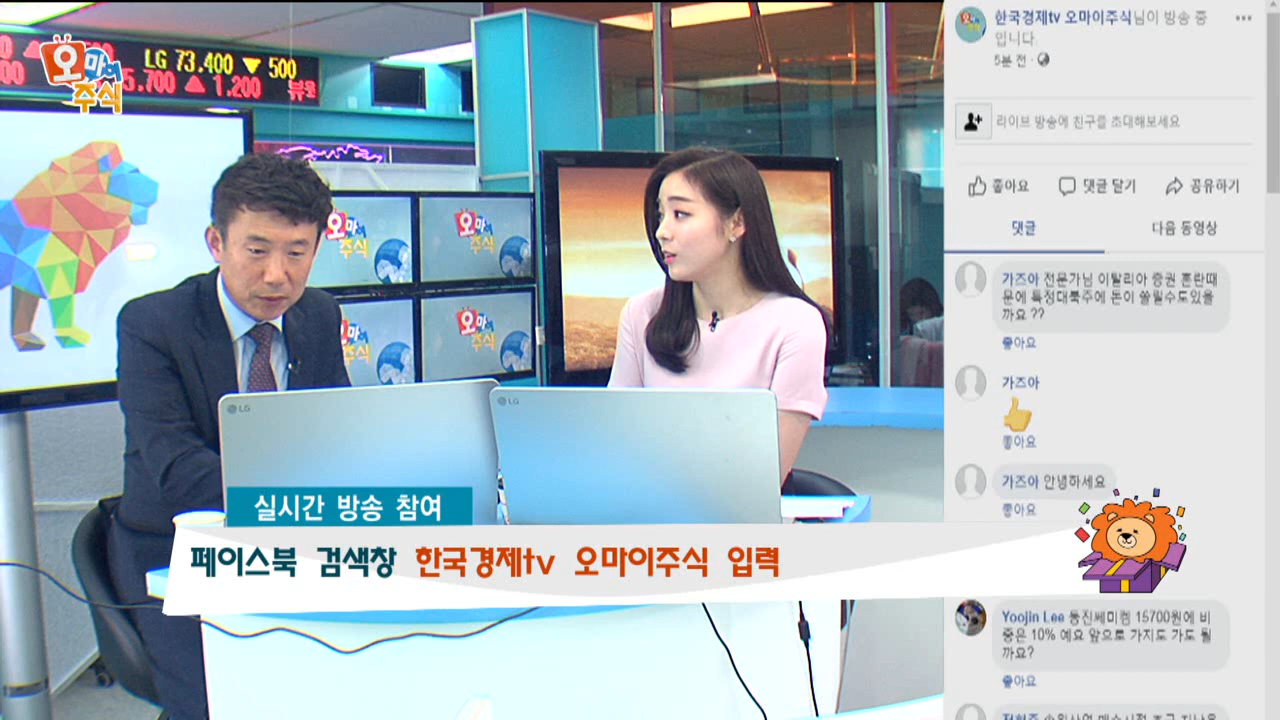 LG 73.400 ▼ 500
5.700 ▲ 1.200
오마이
주식
오마이
주식
오마이
주식
오마이
주식
LG
LG
실시간 방송 참여
페이스북 검색창 한국경제tv 오마이주식 입력
한국경제tv 오마이주식님이 방송 중
입니다.
5분 전
라이브 방송에 친구를 초대해보세요
좋아요 댓글 달기 공유하기
댓글 다음 동영상
가즈아 전문가님 이탈리아 증권 혼란때
문에 특정대북주에 돈이 쏠릴수도있을
까요 ??
좋아요
가즈아
좋아요
가즈아 안녕하세요
좋아요
Yoojin Lee 동진쎄미켐 15700원에 비
중은 10% 예요 앞으로 가지도 가도 될
까요?
좋아요